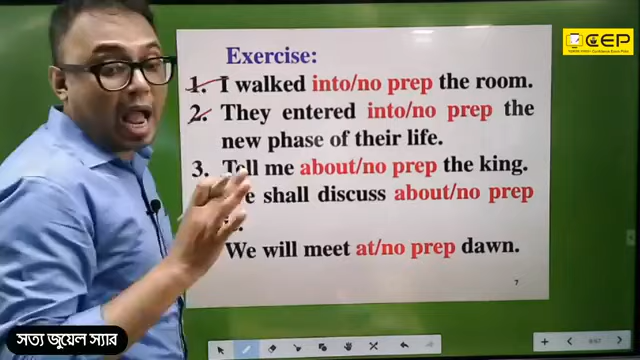 Exercise:
1. I walked into/no prep the room.
2. They entered into/no prep the
new phase of their life.
3. Tell me about/no prep the king.
shall discuss about/no prep
We will meet at/no prep dawn.
7
CEP
সত্য জুয়েল স্যার